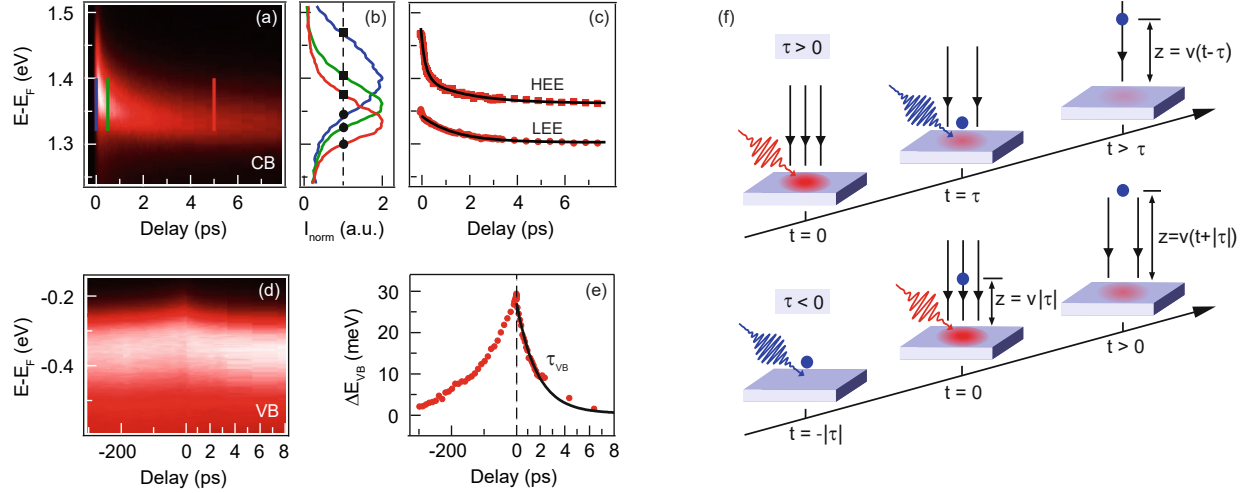 (a)
E-E_F (eV)
1.5
1.4
1.3
CB
0
2
4
6
Delay (ps)
(b)
0
2
I_norm (a.u.)
(c)
HEE
LEE
0
2
4
6
Delay (ps)
(d)
E-E_F (eV)
-0.2
-0.4
VB
-200
0
2
4
6
8
Delay (ps)
(e)
ΔE_VB (meV)
30
20
10
0
τ_VB
-200
0
2
4
6
8
Delay (ps)
(f)
τ > 0
t = 0
t = τ
z = v(t-τ)
t > τ
τ < 0
t = -|τ|
z = v|τ|
t = 0
z=v(t+|τ|)
t > 0